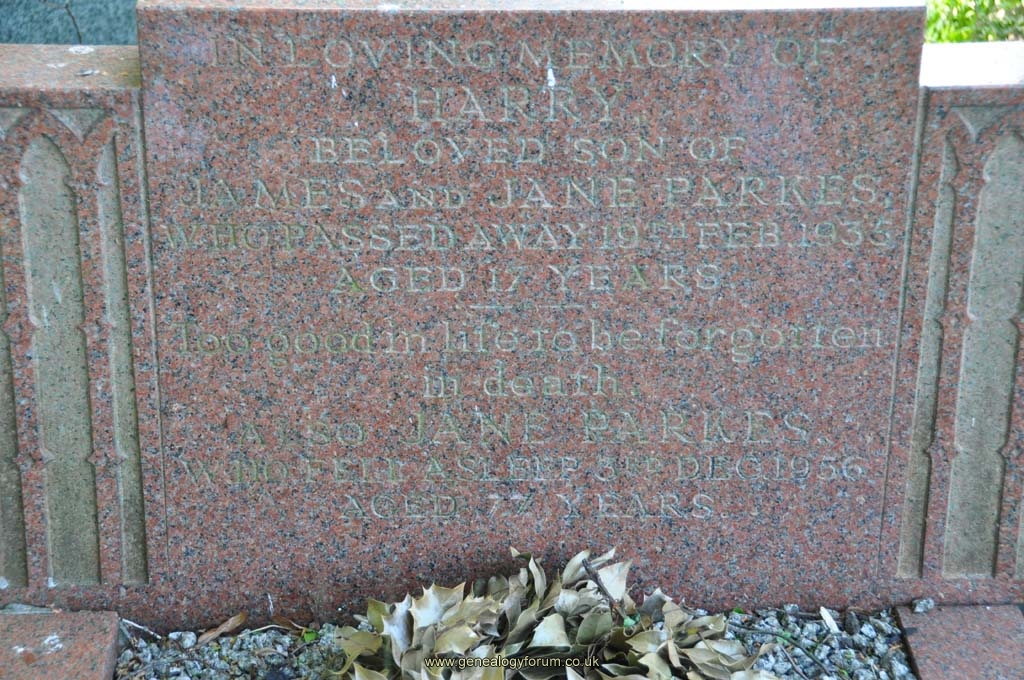 IN LOVING MEMORY OF
HARRY,
BELOVED SON OF
JAMES AND JANE PARKES,
WHO PASSED AWAY 19TH FEB. 1933
AGED 17 YEARS.
Too good in life to be forgotten
in death.
ALSO JANE PARKES,
WHO FELL ASLEEP DEC. 1956
AGED 77 YEARS.
www.genealogyforum.co.uk